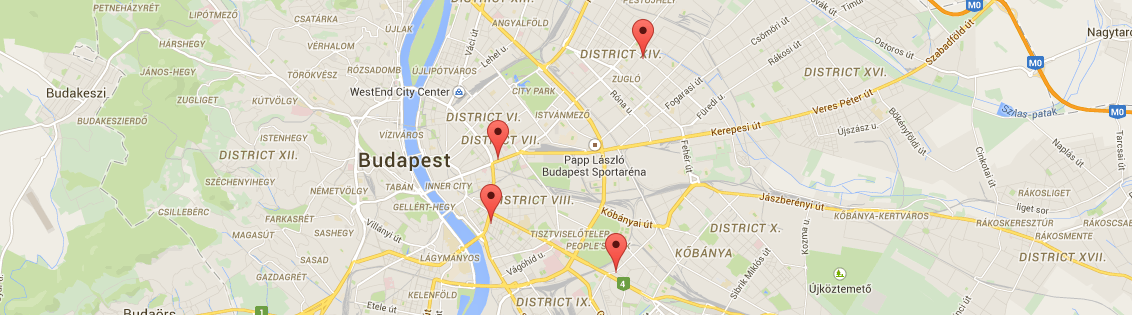 PETNEHÁZYRÉT
CSATÁRKA
LIPÓTMEZŐ
ÚJLAK
ANGYALFÖLD
Váci út
M0
Nagytarc
HÁRSHEGY
VÉRHALOM
Lehel u.
DISTRICT XIV.
Csömöri út
Rákosi út
Ostoros út
Szabadföld út
M0
JÁNOS-HEGY
TÖRÖKVÉSZ
RÓZSADOMB
ÚJLIPÓTVÁROS
ZUGLÓ
DISTRICT XVI.
Budakeszi
ZUGLIGET
KÚTVÖLGY
WestEnd City Center
CITY PARK
Róna u.
Fogarasi út
Füredi u.
Veres Péter út
Szilas-patak
M0
BUDAKESZIERDŐ
VÍZIVÁROS
DISTRICT VI.
ISTVÁNMEZŐ
Kerepesi út
Újszász u.
Bökényföldi út
Tarcsai út
ISTENHEGY
DISTRICT VII.
DISTRICT XII.
Budapest
Papp László
Budapest Sportaréna
Fehér út
Cinkotai út
Naplás út
SZÉCHENYIHEGY
NÉMETVÖLGY
TABÁN
INNER CITY
DISTRICT VIII.
Jászberényi út
RÁKOSLIGET
CSILLEBÉRC
FARKASRÉT
GELLÉRT-HEGY
Kőbányai út
KŐBÁNYA-KERTVÁROS
liget sor
RÁKOSKERESZTÚR
MAGASÚT
SASHEGY
Villányi út
TISZTVISELŐTELEP
DISTRICT X.
Kozma u.
RÁKOSMENTE
PEOPLE'S
KŐBÁNYA
LÁGYMÁNYOS
Vágóhíd u.
DISTRICT XVII.
GAZDAGRÉT
KELENFÖLD
4
Sibrik Miklós út
Újköztemető
Budaörs
1
Etele út
DISTRICT IX.